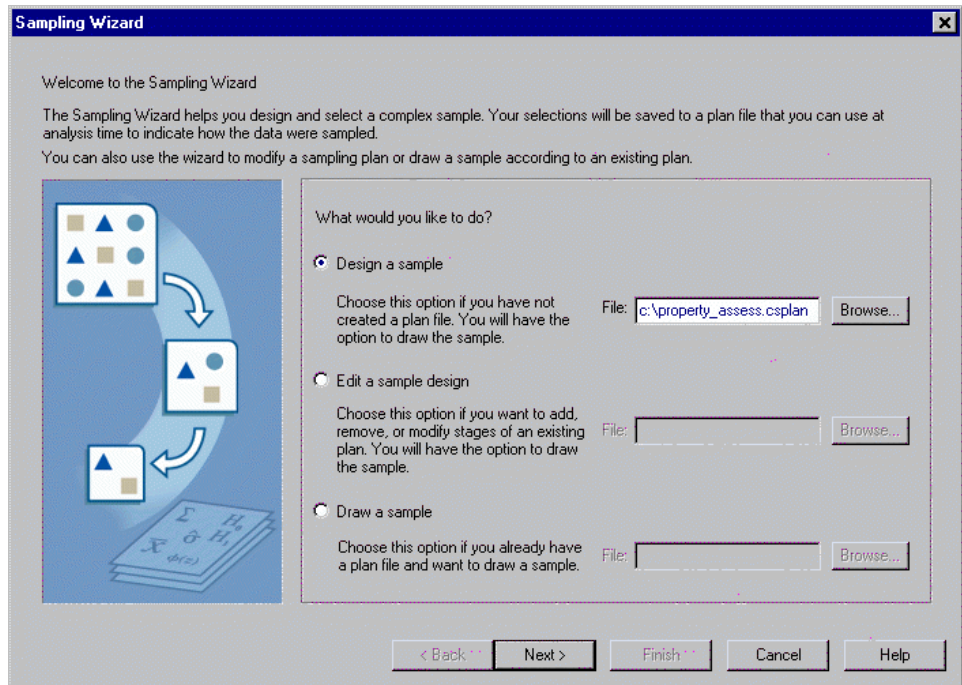 Sampling Wizard
Welcome to the Sampling Wizard
The Sampling Wizard helps you design and select a complex sample. Your selections will be saved to a plan file that you can use at
analysis time to indicate how the data were sampled.
You can also use the wizard to modify a sampling plan or draw a sample according to an existing plan.
What would you like to do?
Design a sample
Choose this option if you have not
created a plan file. You will have the
option to draw the sample.
File: c:\property_assess.csplan Browse...
Edit a sample design
Choose this option if you want to add,
remove, or modify stages of an existing
plan. You will have the option to draw
the sample.
File: Browse...
Draw a sample
Choose this option if you already have
a plan file and want to draw a sample.
File: Browse...
Σ H₀
σ̂ H₁
X̅ φ(z)
< Back Next > Finish Cancel Help